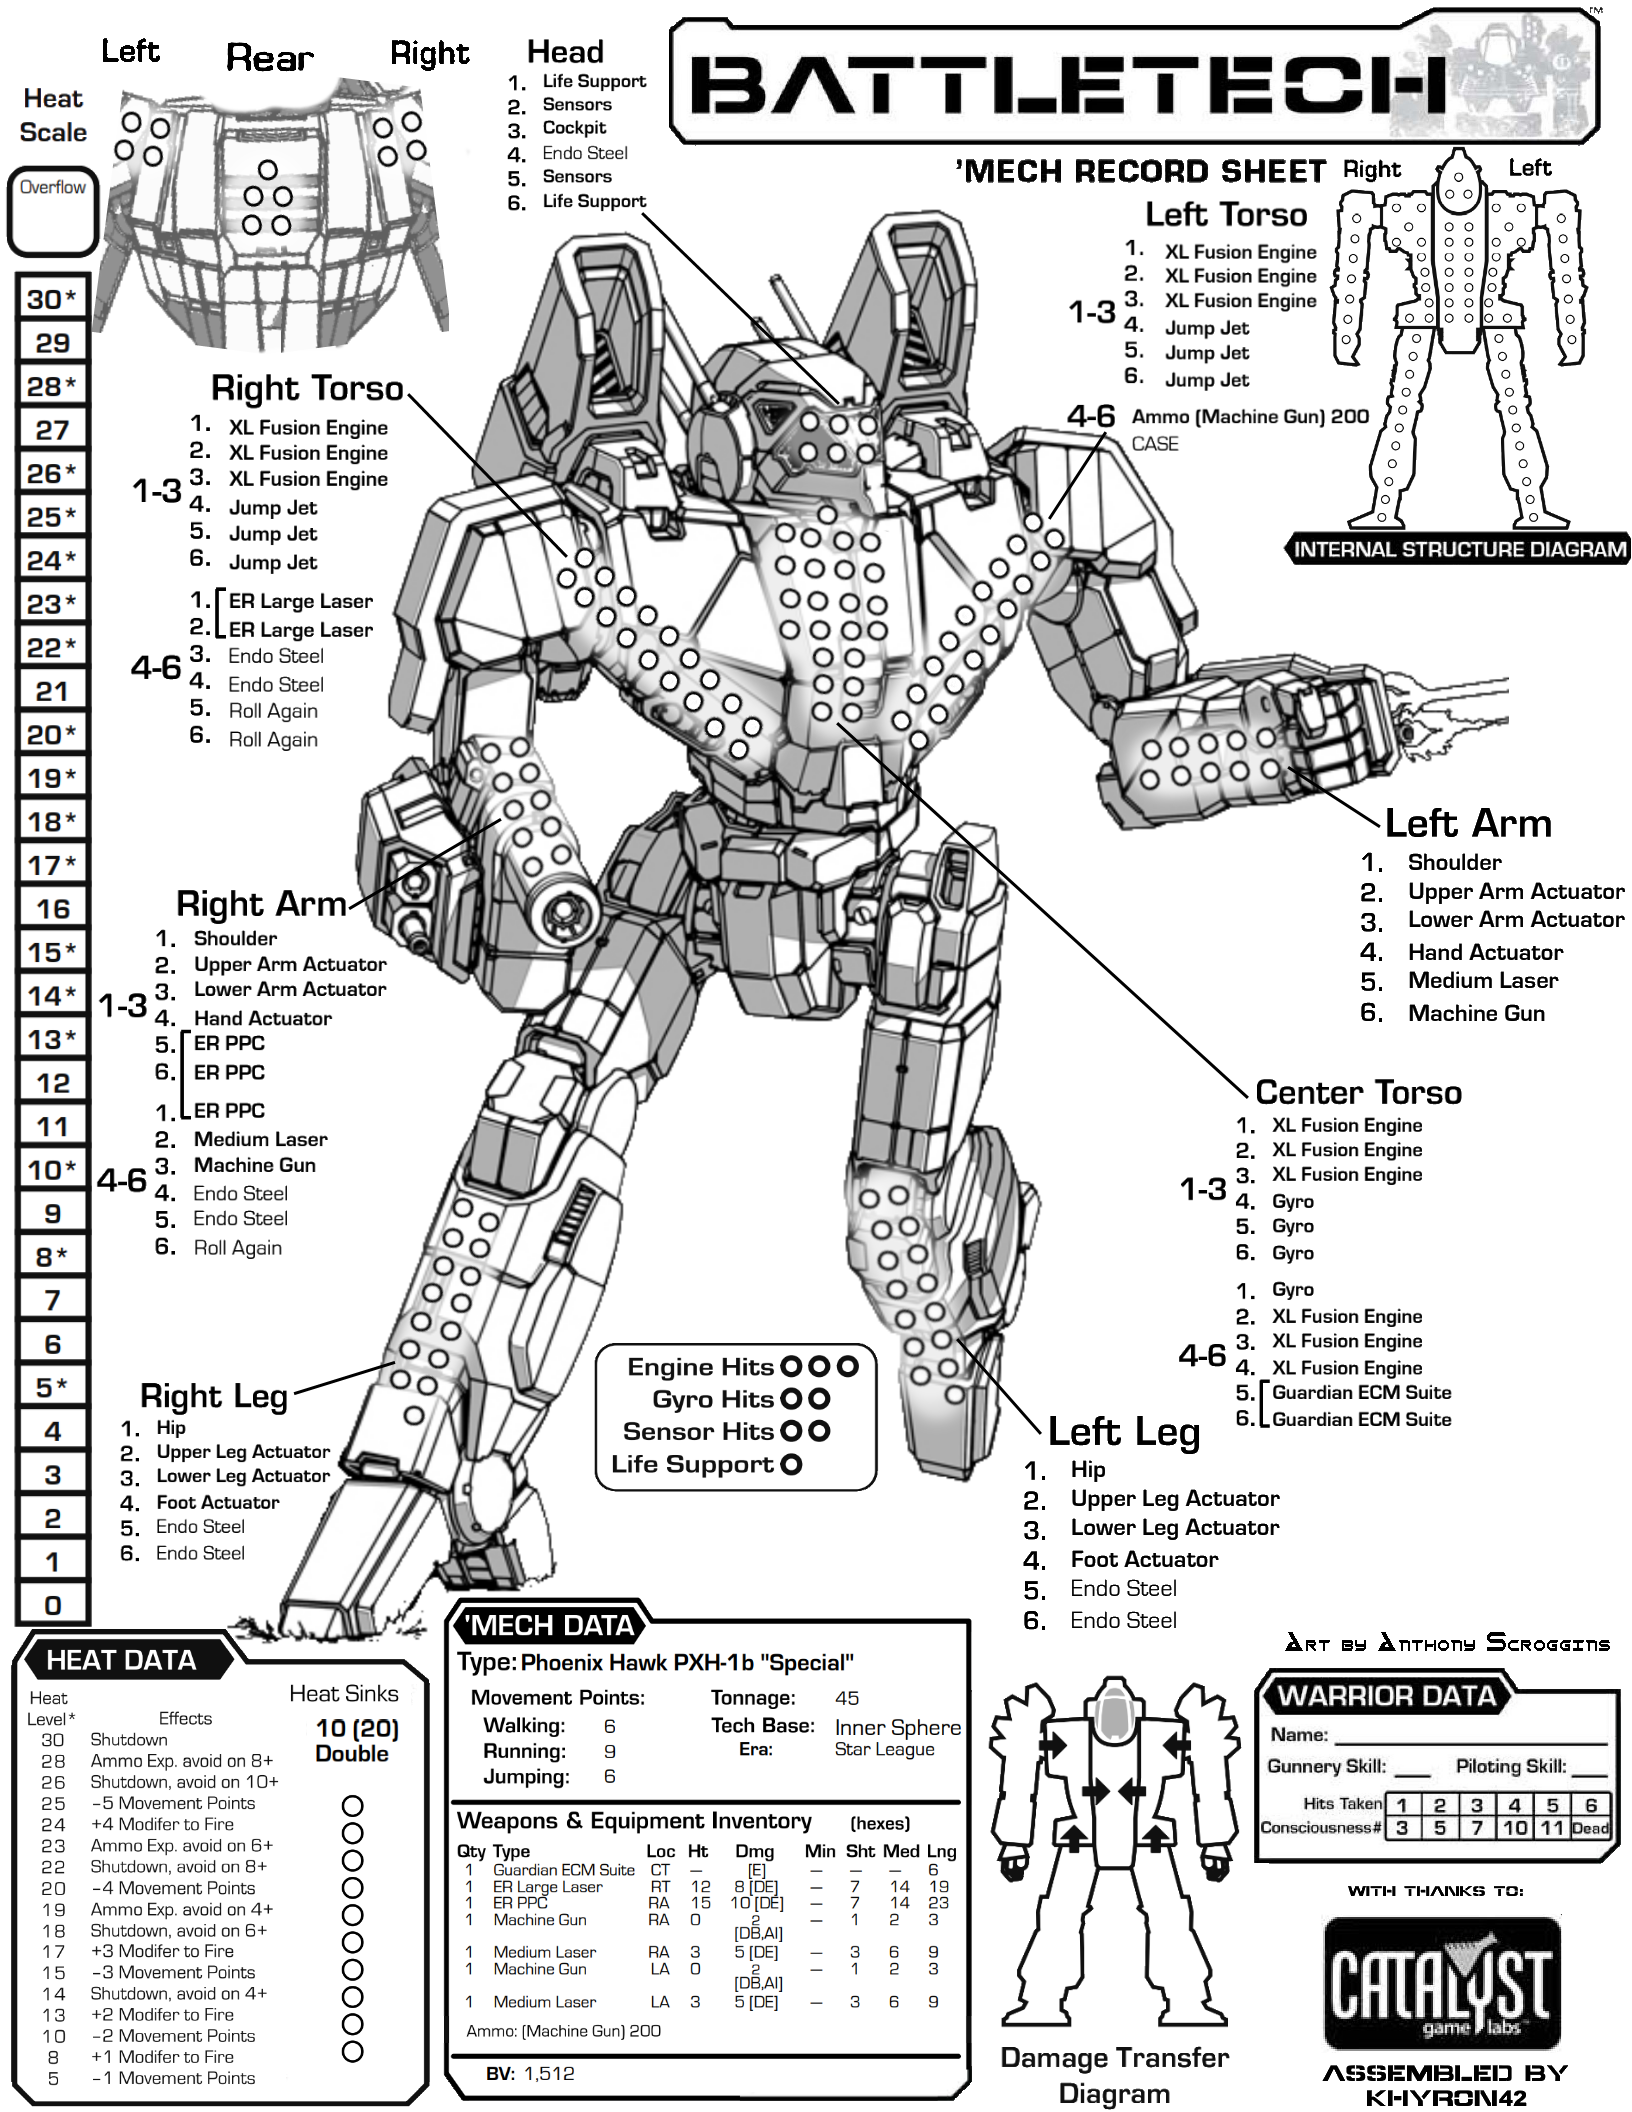 Left Rear Right
Heat
Scale
Overflow
30*
29
28*
27
26*
25*
24*
23*
22*
21
20*
19*
18*
17*
16
15*
14*
13*
12
11
10*
9
8*
7
6
5*
4
3
2
1
0
Head
1. Life Support
2. Sensors
3. Cockpit
4. Endo Steel
5. Sensors
6. Life Support
BATTLETECH
TM
'MECH RECORD SHEET
Right Left
INTERNAL STRUCTURE DIAGRAM
Left Torso
1-3
1. XL Fusion Engine
2. XL Fusion Engine
3. XL Fusion Engine
4. Jump Jet
5. Jump Jet
6. Jump Jet
4-6 Ammo (Machine Gun) 200
CASE
Right Torso
1-3
1. XL Fusion Engine
2. XL Fusion Engine
3. XL Fusion Engine
4. Jump Jet
5. Jump Jet
6. Jump Jet
4-6
1. ER Large Laser
2. ER Large Laser
3. Endo Steel
4. Endo Steel
5. Roll Again
6. Roll Again
Left Arm
1. Shoulder
2. Upper Arm Actuator
3. Lower Arm Actuator
4. Hand Actuator
5. Medium Laser
6. Machine Gun
Right Arm
1-3
1. Shoulder
2. Upper Arm Actuator
3. Lower Arm Actuator
4. Hand Actuator
5. ER PPC
6. ER PPC
4-6
1. ER PPC
2. Medium Laser
3. Machine Gun
4. Endo Steel
5. Endo Steel
6. Roll Again
Center Torso
1-3
1. XL Fusion Engine
2. XL Fusion Engine
3. XL Fusion Engine
4. Gyro
5. Gyro
6. Gyro
4-6
1. Gyro
2. XL Fusion Engine
3. XL Fusion Engine
4. XL Fusion Engine
5. Guardian ECM Suite
6. Guardian ECM Suite
Engine Hits
Gyro Hits
Sensor Hits
Life Support
Right Leg
1. Hip
2. Upper Leg Actuator
3. Lower Leg Actuator
4. Foot Actuator
5. Endo Steel
6. Endo Steel
Left Leg
1. Hip
2. Upper Leg Actuator
3. Lower Leg Actuator
4. Foot Actuator
5. Endo Steel
6. Endo Steel
HEAT DATA
Heat
Level* Effects
30 Shutdown
28 Ammo Exp. avoid on 8+
26 Shutdown, avoid on 10+
25 -5 Movement Points
24 +4 Modifer to Fire
23 Ammo Exp. avoid on 6+
22 Shutdown, avoid on 8+
20 -4 Movement Points
19 Ammo Exp. avoid on 4+
18 Shutdown, avoid on 6+
17 +3 Modifer to Fire
15 -3 Movement Points
14 Shutdown, avoid on 4+
13 +2 Modifer to Fire
10 -2 Movement Points
8 +1 Modifer to Fire
5 -1 Movement Points
Heat Sinks
10 (20)
Double
'MECH DATA
Type: Phoenix Hawk PXH-1b "Special"
Movement Points:
Walking: 6
Running: 9
Jumping: 6
Tonnage: 45
Tech Base: Inner Sphere
Era: Star League
Weapons & Equipment Inventory (hexes)
Qty Type Loc Ht Dmg Min Sht Med Lng
1 Guardian ECM Suite CT – [E] – – – 6
1 ER Large Laser RT 12 8 [DE] – 7 14 19
1 ER PPC RA 15 10 [DE] – 7 14 23
1 Machine Gun RA 0 2 – 1 2 3
[DB,AI]
1 Medium Laser RA 3 5 [DE] – 3 6 9
1 Machine Gun LA 0 2 – 1 2 3
[DB,AI]
1 Medium Laser LA 3 5 [DE] – 3 6 9
Ammo: (Machine Gun) 200
BV: 1,512
Damage Transfer
Diagram
Art by Anthony Scroggins
WARRIOR DATA
Name:
Gunnery Skill: Piloting Skill:
Hits Taken 1 2 3 4 5 6
Consciousness# 3 5 7 10 11 Dead
WITH THANKS TO:
CATALYST
game labs
ASSEMBLED BY
KHYRON42